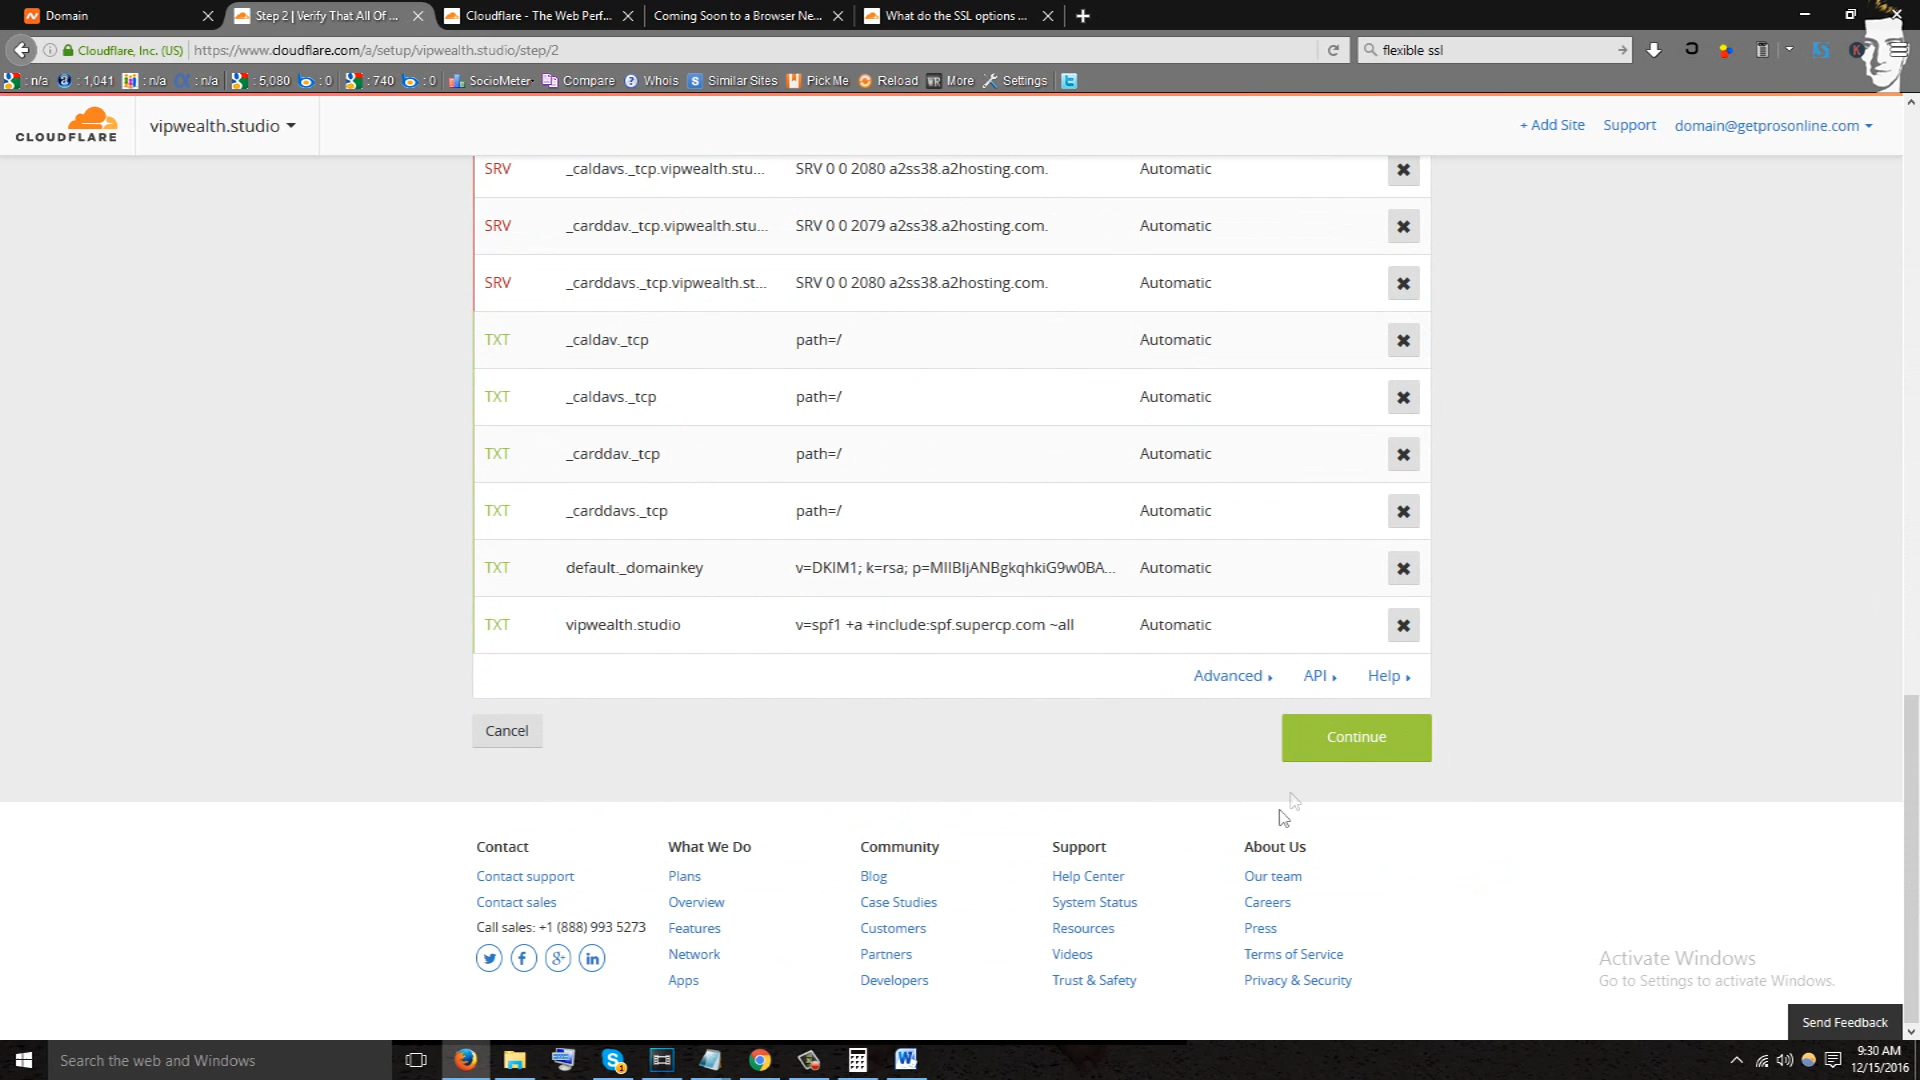 Domain
Step 2 | Verify That All Of ...
Cloudflare - The Web Perf...
Coming Soon to a Browser Ne...
What do the SSL options ...
Cloudflare, Inc. (US)
https://www.cloudflare.com/a/setup/vipwealth.studio/step/2
flexible ssl
: n/a
: 1,041
: n/a
: n/a
: 5,080
: 0
: 740
: 0
SocioMeter
Compare
Whois
Similar Sites
Pick Me
Reload
More
Settings
CLOUDFLARE
vipwealth.studio
+ Add Site
Support
domain@getprosonline.com
SRV _caldavs._tcp.vipwealth.stu... SRV 0 0 2080 a2ss38.a2hosting.com. Automatic
SRV _carddav._tcp.vipwealth.stu... SRV 0 0 2079 a2ss38.a2hosting.com. Automatic
SRV _carddavs._tcp.vipwealth.st... SRV 0 0 2080 a2ss38.a2hosting.com. Automatic
TXT _caldav._tcp path=/ Automatic
TXT _caldavs._tcp path=/ Automatic
TXT _carddav._tcp path=/ Automatic
TXT _carddavs._tcp path=/ Automatic
TXT default._domainkey v=DKIM1; k=rsa; p=MIIBIjANBgkqhkiG9w0BA... Automatic
TXT vipwealth.studio v=spf1 +a +include:spf.supercp.com ~all Automatic
Advanced
API
Help
Cancel
Continue
Contact
Contact support
Contact sales
Call sales: +1 (888) 993 5273
What We Do
Plans
Overview
Features
Network
Apps
Community
Blog
Case Studies
Customers
Partners
Developers
Support
Help Center
System Status
Resources
Videos
Trust & Safety
About Us
Our team
Careers
Press
Terms of Service
Privacy & Security
Activate Windows
Go to Settings to activate Windows.
Send Feedback
Search the web and Windows
9:30 AM
12/15/2016